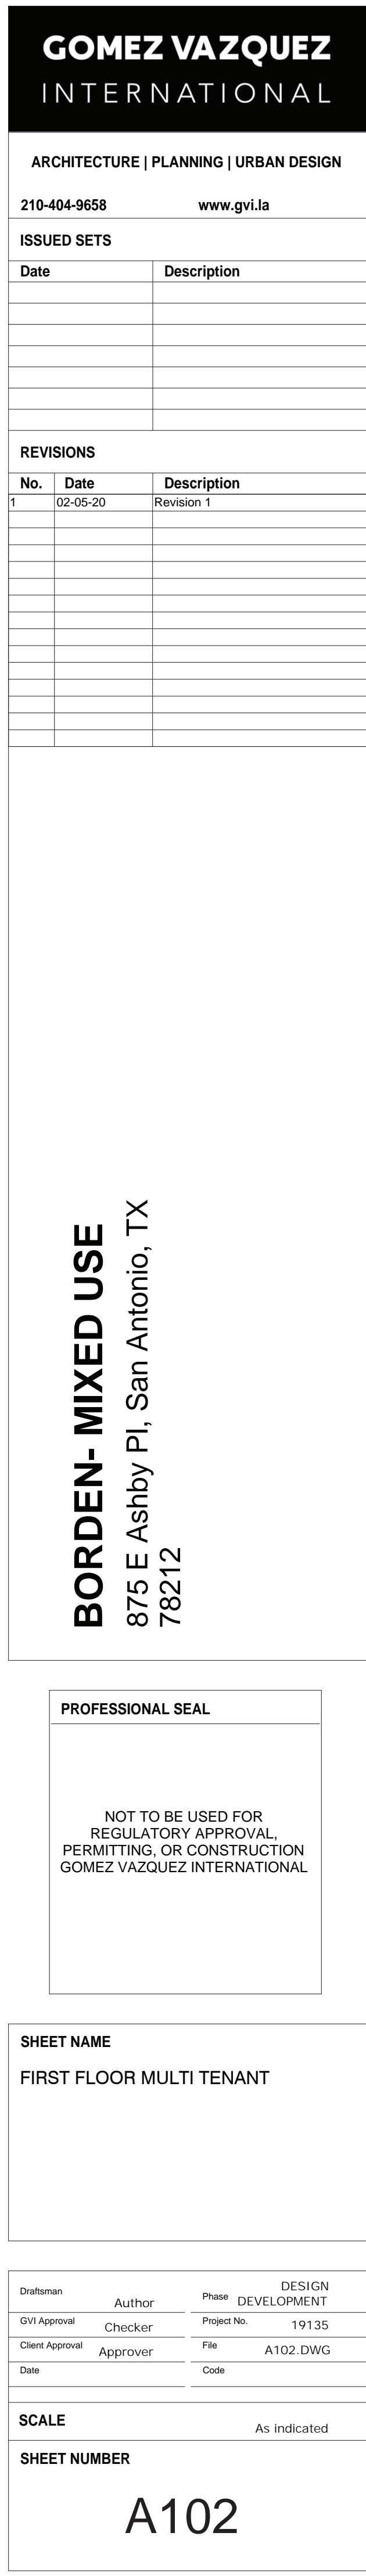 GOMEZ VAZQUEZ
INTERNATIONAL
ARCHITECTURE | PLANNING | URBAN DESIGN
210-404-9658 www.gvi.la
ISSUED SETS
Date Description
REVISIONS
No. Date Description
1 02-05-20 Revision 1
BORDEN- MIXED USE
875 E Ashby Pl, San Antonio, TX
78212
PROFESSIONAL SEAL
NOT TO BE USED FOR
REGULATORY APPROVAL,
PERMITTING, OR CONSTRUCTION
GOMEZ VAZQUEZ INTERNATIONAL
SHEET NAME
FIRST FLOOR MULTI TENANT
Draftsman Author
Phase DESIGN
DEVELOPMENT
GVI Approval Checker
Project No. 19135
Client Approval Approver
File A102.DWG
Date
Code
SCALE As indicated
SHEET NUMBER
A102